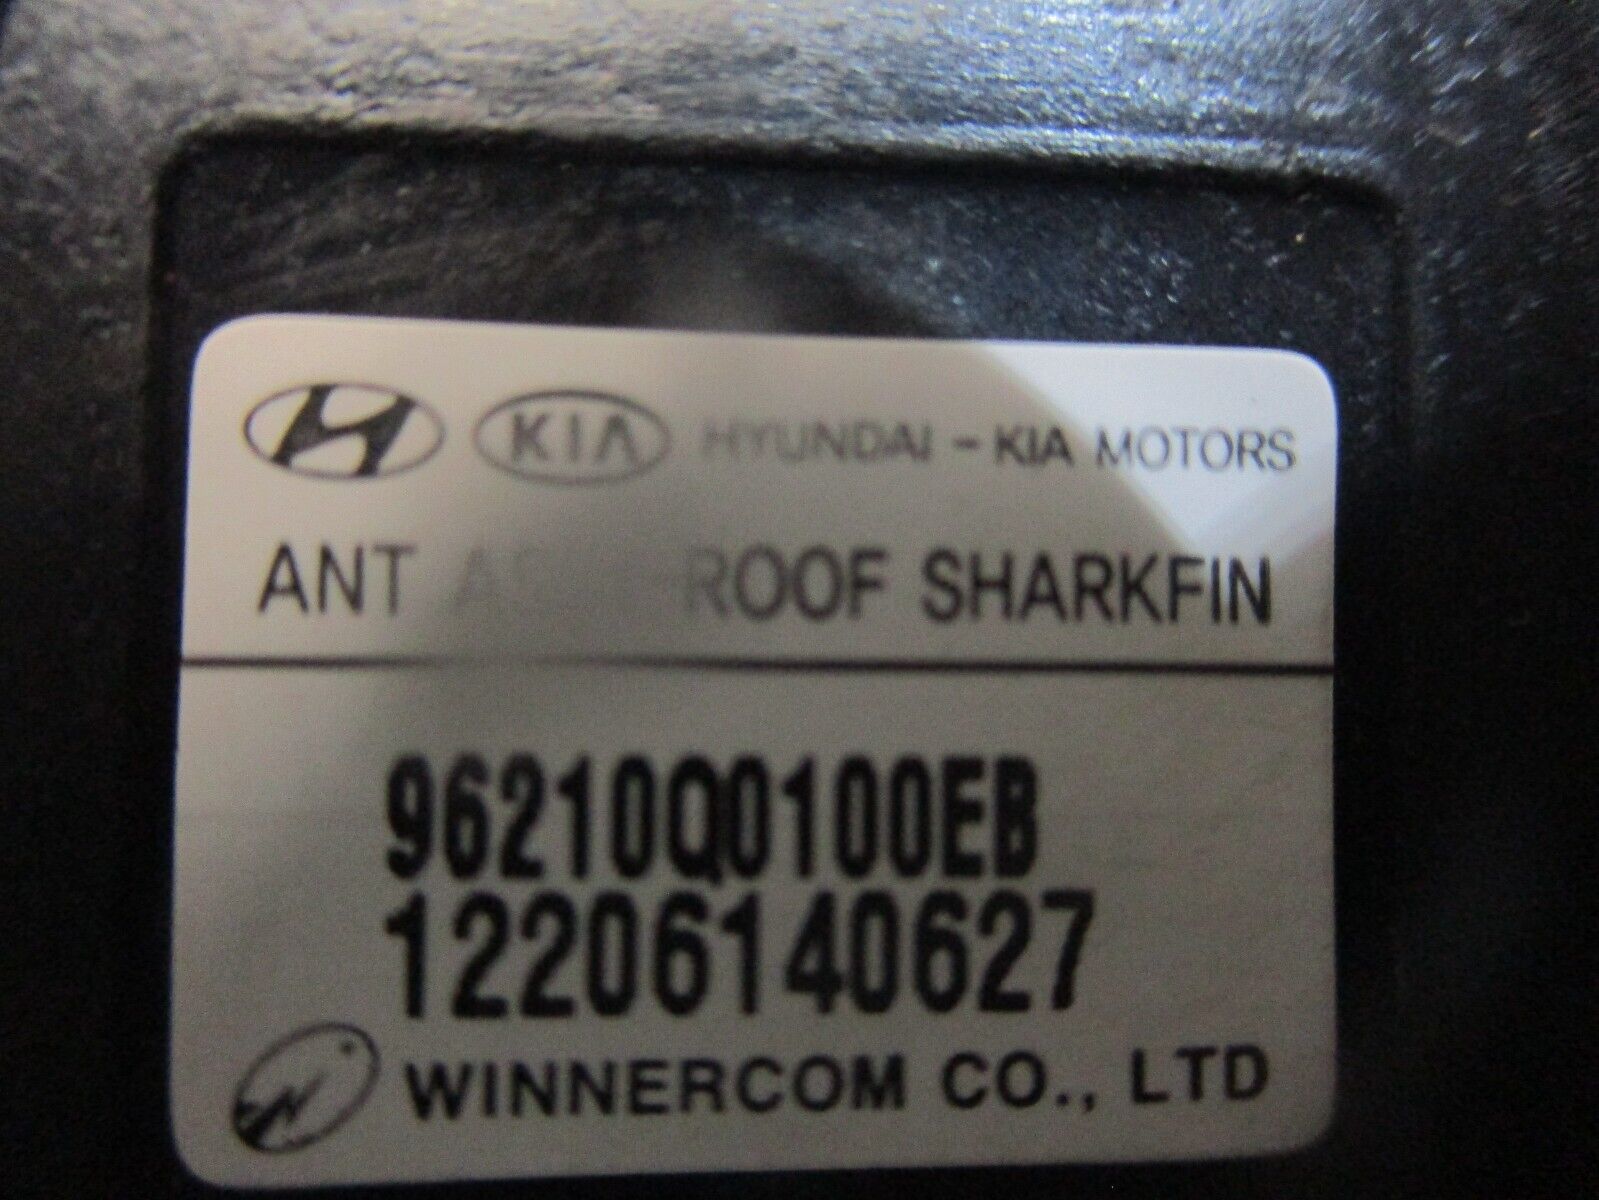 H KIA HYUNDAI - KIA MOTORS
ANT ROOF SHARKFIN
96210Q0100EB
12206140627
WINNERCOM CO., LTD